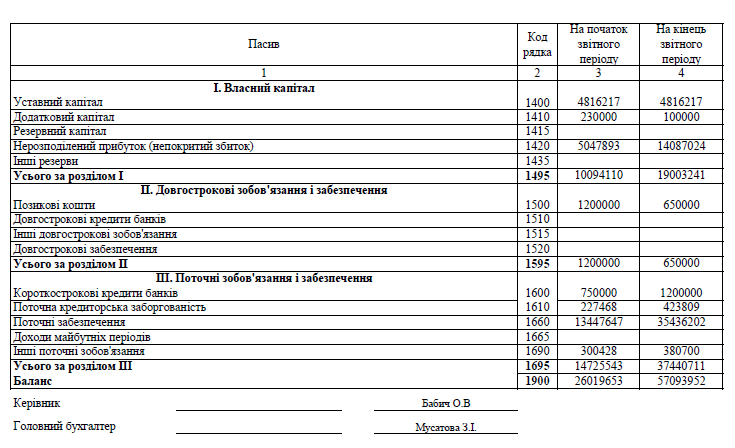 Пасив Код рядка На початок звітного періоду На кінець звітного періоду
1 2 3 4
І. Власний капітал
Уставний капітал 1400 4816217 4816217
Додатковий капітал 1410 230000 100000
Резервний капітал 1415
Нерозподілений прибуток (непокритий збиток) 1420 5047893 14087024
Інші резерви 1435
Усього за розділом І 1495 10094110 19003241
ІІ. Довгострокові зобов'язання і забезпечення
Позикові кошти 1500 1200000 650000
Довгострокові кредити банків 1510
Інші довгострокові зобов'язання 1515
Довгострокові забезпечення 1520
Усього за розділом ІІ 1595 1200000 650000
ІІІ. Поточні зобов'язання і забезпечення
Короткострокові кредити банків 1600 750000 1200000
Поточна кредиторська заборгованість 1610 227468 423809
Поточні забезпечення 1660 13447647 35436202
Доходи майбутніх періодів 1665
Інші поточні зобов'язання 1690 300428 380700
Усього за розділом ІІІ 1695 14725543 37440711
Баланс 1900 26019653 57093952
Керівник Бабич О.В
Головний бухгалтер Мусатова З.І.